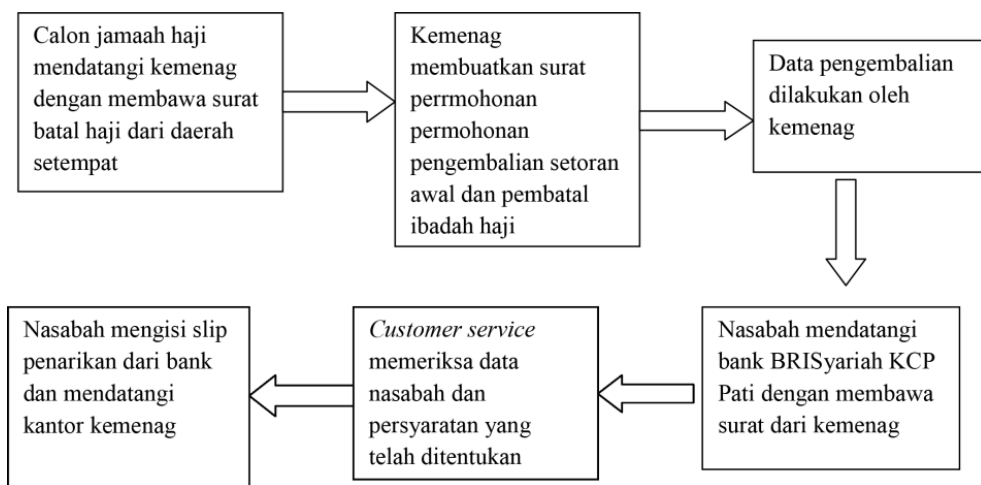 Calon jamaah haji
mendatangi kemenag
dengan membawa surat
batal haji dari daerah
setempat
Kemenag
membuatkan surat
perrmohonan
permohonan
pengembalian setoran
awal dan pembatal
ibadah haji
Data pengembalian
dilakukan oleh
kemenag
Nasabah mendatangi
bank BRISyariah KCP
Pati dengan membawa
surat dari kemenag
Customer service
memeriksa data
nasabah dan
persyaratan yang
telah ditentukan
Nasabah mengisi slip
penarikan dari bank
dan mendatangi
kantor kemenag